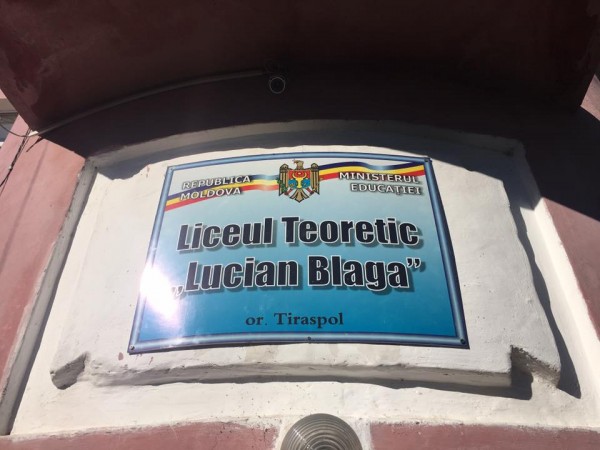 REPUBLICA MOLDOVA
MINISTERUL EDUCAȚIEI
Liceul Teoretic
„Lucian Blaga”
or. Tiraspol